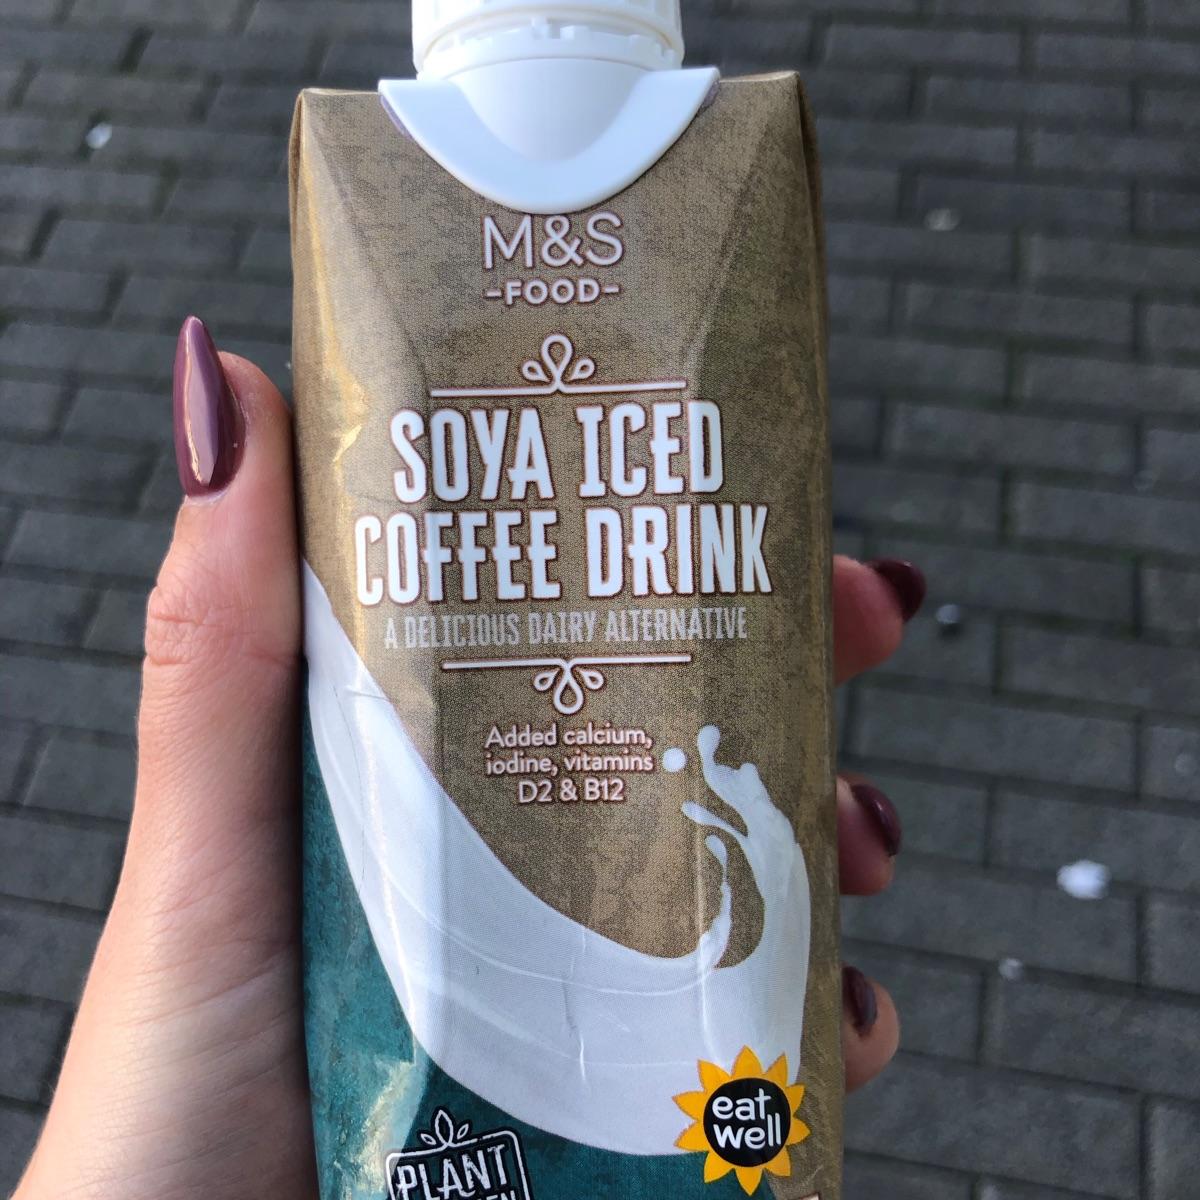 M&S
-FOOD-
SOYA ICED
COFFEE DRINK
A DELICIOUS DAIRY ALTERNATIVE
Added calcium,
iodine, vitamins
D2 & B12
eat
well
PLANT